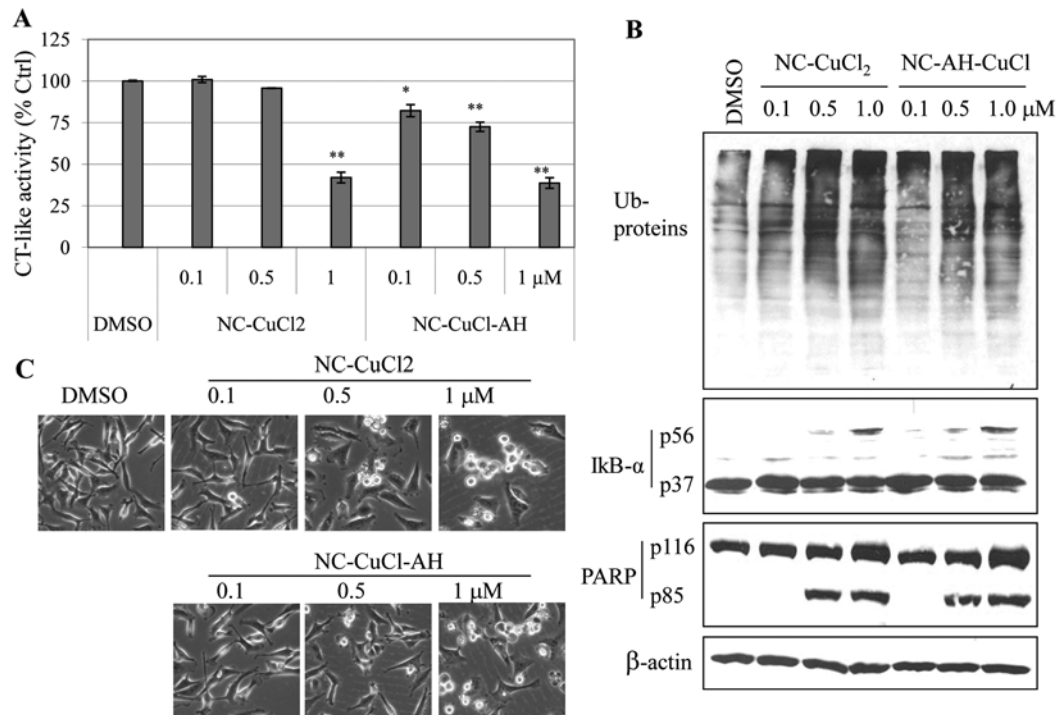 A
125
100
75
50
25
0
CT-like activity (% Ctrl)
*
**
**
**
0.1 0.5 1 0.1 0.5 1 μM
DMSO NC-CuCl2 NC-CuCl-AH
B
DMSO
NC-CuCl₂ NC-AH-CuCl
0.1 0.5 1.0 0.1 0.5 1.0 μM
Ub-
proteins
IkB-α
p56
p37
PARP
p116
p85
β-actin
C
NC-CuCl2
DMSO 0.1 0.5 1 μM
NC-CuCl-AH
0.1 0.5 1 μM